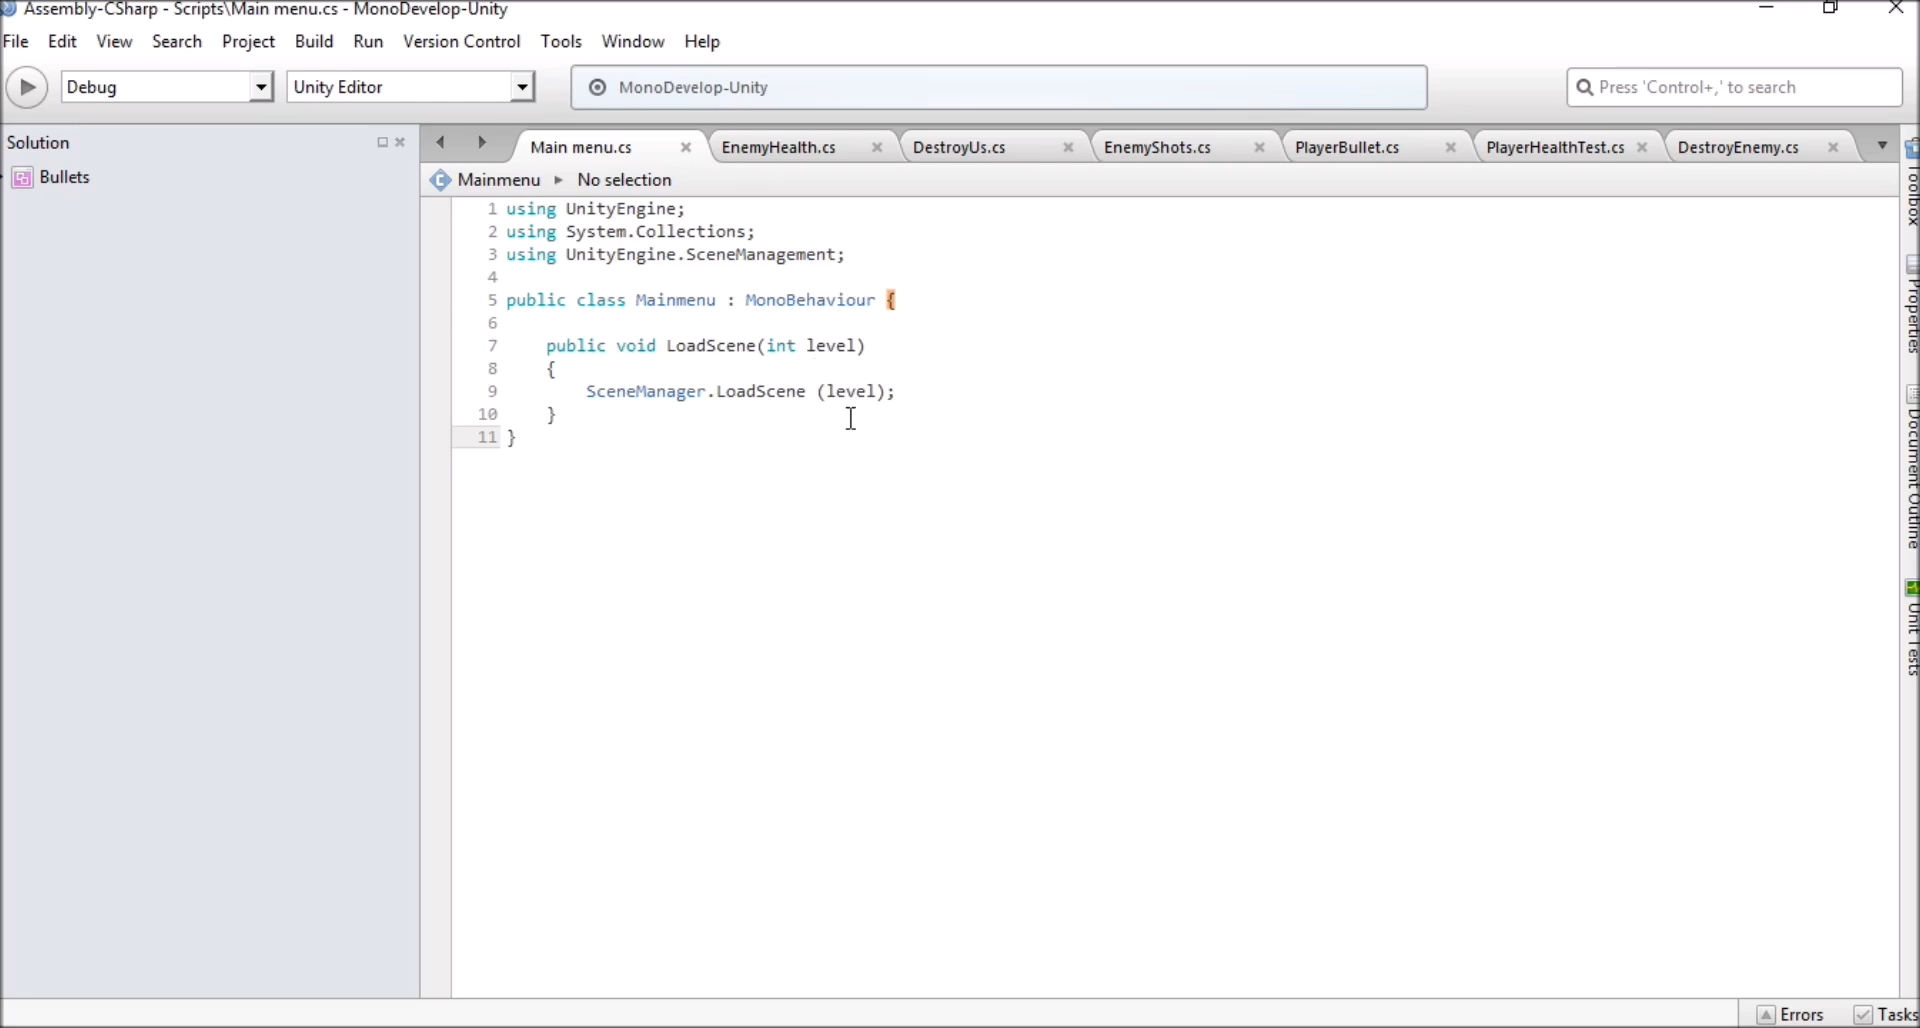 Assembly-CSharp - Scripts\Main menu.cs - MonoDevelop-Unity
File Edit View Search Project Build Run Version Control Tools Window Help
Debug Unity Editor MonoDevelop-Unity Press 'Control+,' to search
Solution
Bullets
Main menu.cs EnemyHealth.cs DestroyUs.cs EnemyShots.cs PlayerBullet.cs PlayerHealthTest.cs DestroyEnemy.cs
Mainmenu ▸ No selection
1 using UnityEngine;
2 using System.Collections;
3 using UnityEngine.SceneManagement;
4
5 public class Mainmenu : MonoBehaviour {
6
7     public void LoadScene(int level)
8     {
9         SceneManager.LoadScene (level);
10     }
11 }
Toolbox
Properties
Document Outline
Unit Tests
Errors Tasks